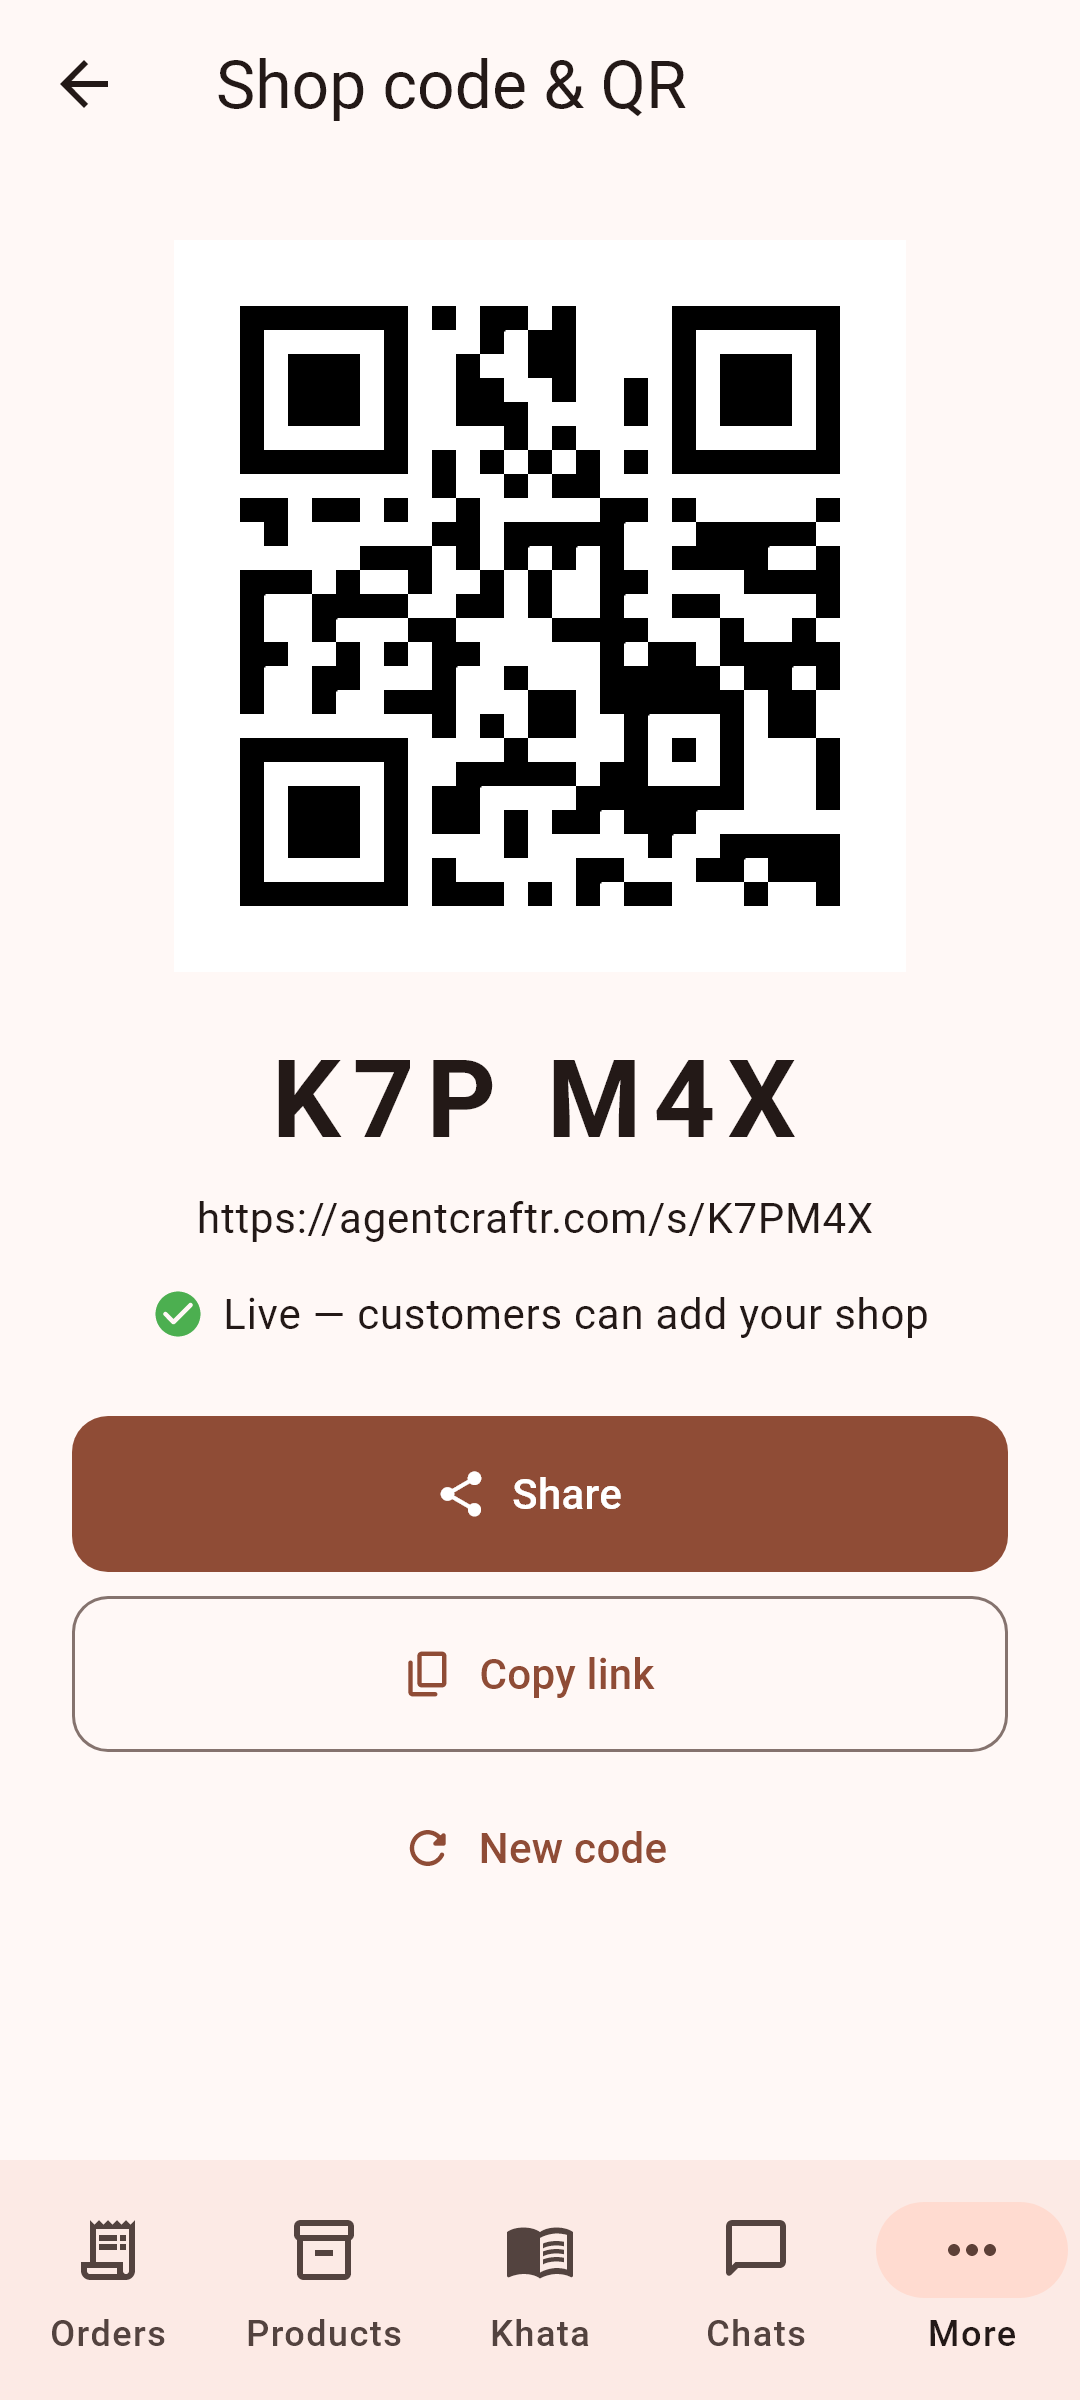 Shop code & QR
K7P M4X
https://agentcraftr.com/s/K7PM4X
Live — customers can add your shop
Share
Copy link
New code
Orders Products Khata Chats More